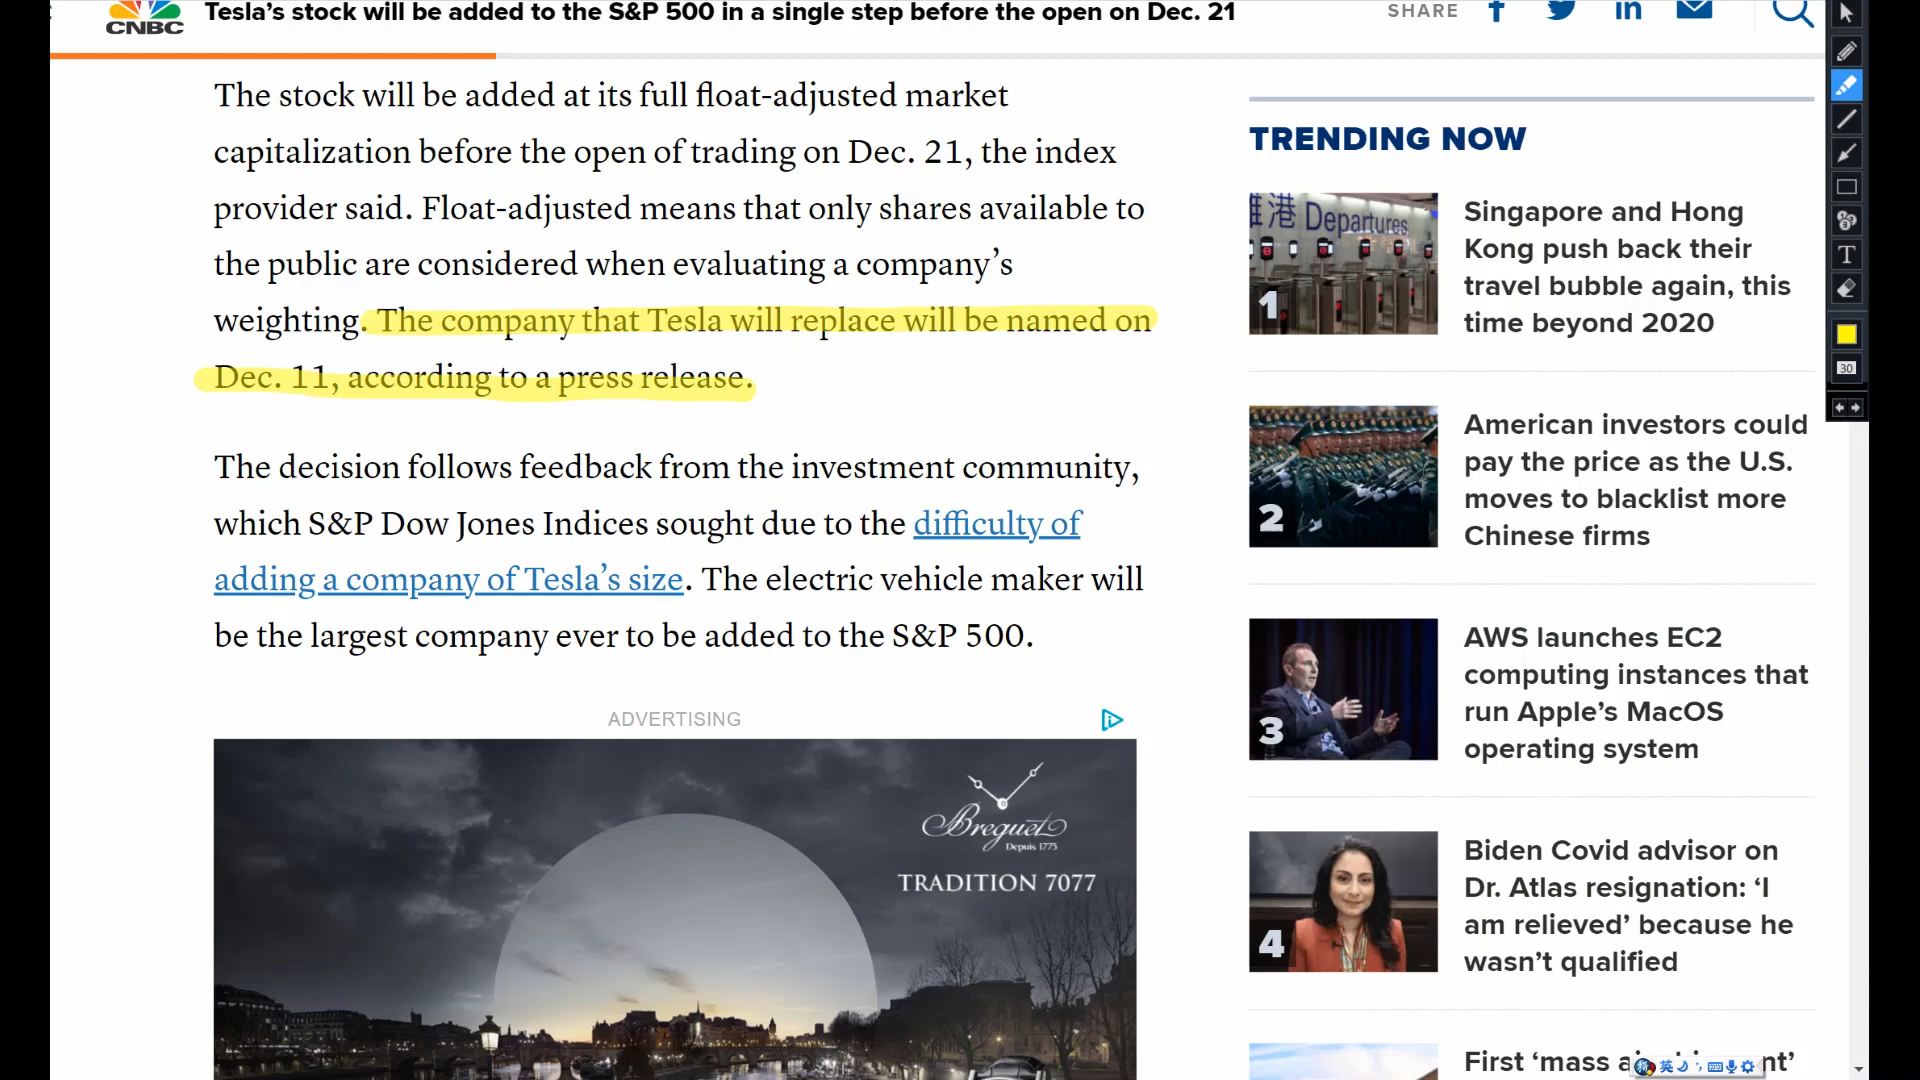 CNBC
Tesla’s stock will be added to the S&P 500 in a single step before the open on Dec. 21
SHARE
The stock will be added at its full float-adjusted market
capitalization before the open of trading on Dec. 21, the index
provider said. Float-adjusted means that only shares available to
the public are considered when evaluating a company’s
weighting. The company that Tesla will replace will be named on
Dec. 11, according to a press release.
The decision follows feedback from the investment community,
which S&P Dow Jones Indices sought due to the difficulty of
adding a company of Tesla’s size. The electric vehicle maker will
be the largest company ever to be added to the S&P 500.
ADVERTISING
Breguet
Depuis 1775
TRADITION 7077
TRENDING NOW
港 Departures
1
Singapore and Hong
Kong push back their
travel bubble again, this
time beyond 2020
2
American investors could
pay the price as the U.S.
moves to blacklist more
Chinese firms
3
AWS launches EC2
computing instances that
run Apple’s MacOS
operating system
4
Biden Covid advisor on
Dr. Atlas resignation: ‘I
am relieved’ because he
wasn’t qualified
First ‘mass
T
30
英